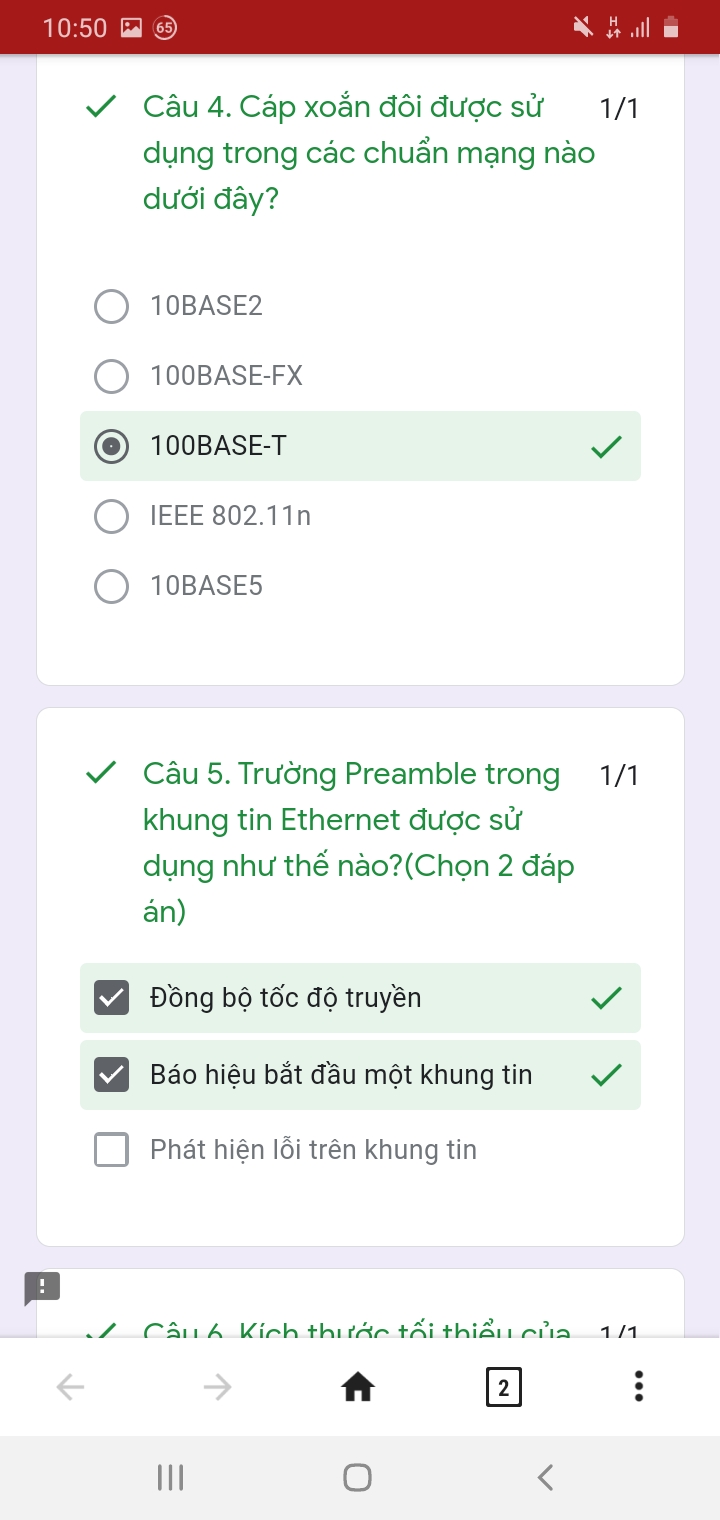 10:50
65
H
Câu 4. Cáp xoắn đôi được sử
1/1
dụng trong các chuẩn mạng nào
dưới đây?
10BASE2
100BASE-FX
100BASE-T
IEEE 802.11n
10BASE5
Câu 5. Trường Preamble trong
1/1
khung tin Ethernet được sử
dụng như thế nào?(Chọn 2 đáp
án)
Đồng bộ tốc độ truyền
Báo hiệu bắt đầu một khung tin
Phát hiện lỗi trên khung tin
Câu 6. Kích thước tối thiểu của
1/1
2